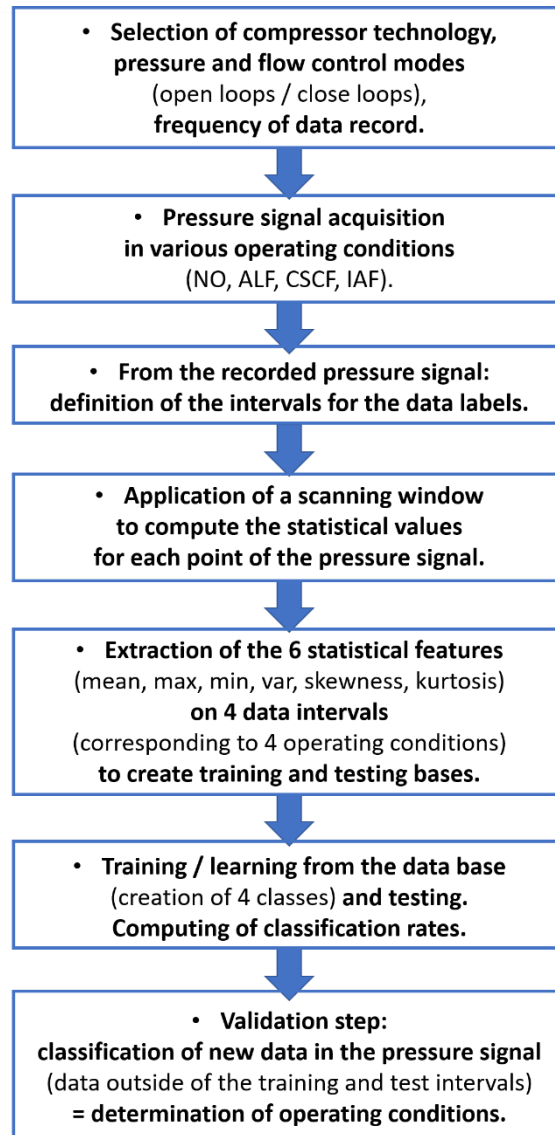 • Selection of compressor technology,
pressure and flow control modes
(open loops / close loops),
frequency of data record.
• Pressure signal acquisition
in various operating conditions
(NO, ALF, CSCF, IAF).
• From the recorded pressure signal:
definition of the intervals for the data labels.
• Application of a scanning window
to compute the statistical values
for each point of the pressure signal.
• Extraction of the 6 statistical features
(mean, max, min, var, skewness, kurtosis)
on 4 data intervals
(corresponding to 4 operating conditions)
to create training and testing bases.
• Training / learning from the data base
(creation of 4 classes) and testing.
Computing of classification rates.
• Validation step:
classification of new data in the pressure signal
(data outside of the training and test intervals)
= determination of operating conditions.